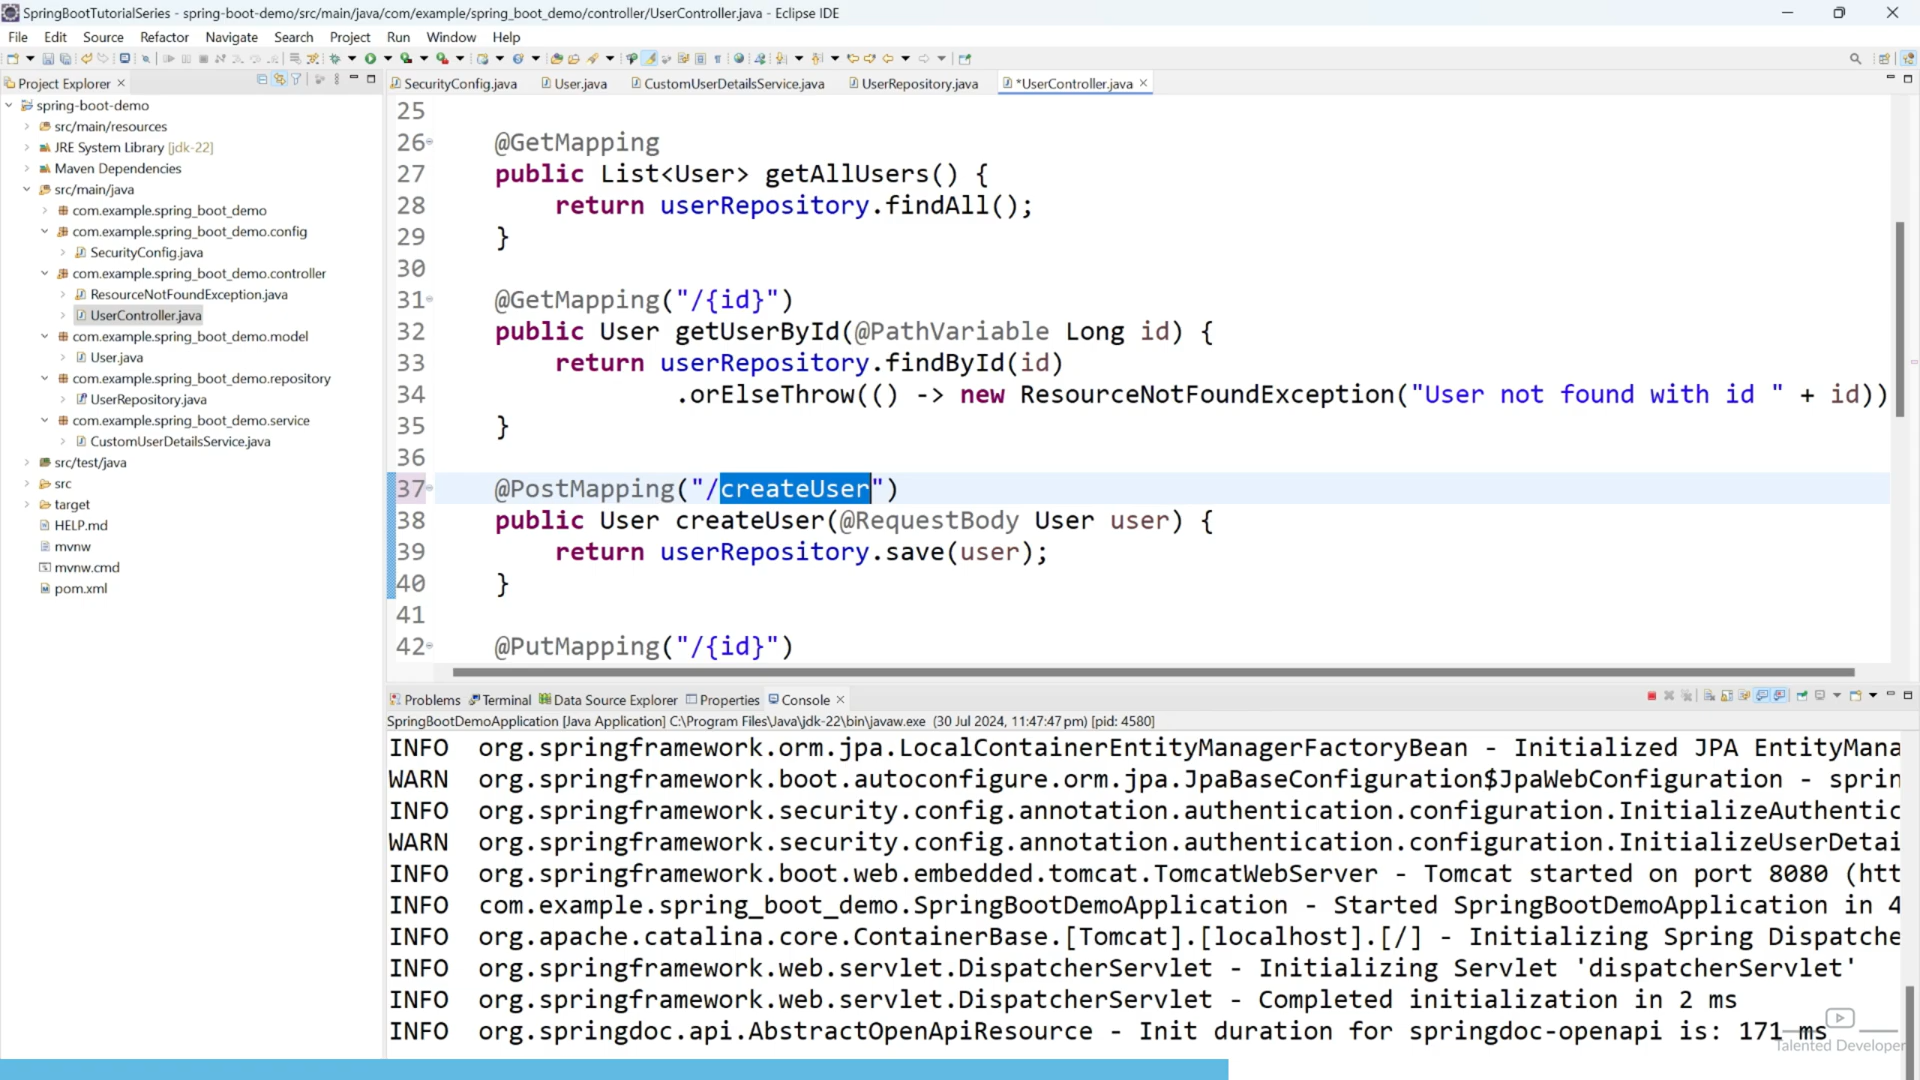 SpringBootTutorialSeries - spring-boot-demo/src/main/java/com/example/spring_boot_demo/controller/UserController.java - Eclipse IDE
File Edit Source Refactor Navigate Search Project Run Window Help
Project Explorer
SecurityConfig.java User.java CustomUserDetailsService.java UserRepository.java *UserController.java
spring-boot-demo
src/main/resources
JRE System Library [jdk-22]
Maven Dependencies
src/main/java
com.example.spring_boot_demo
com.example.spring_boot_demo.config
SecurityConfig.java
com.example.spring_boot_demo.controller
ResourceNotFoundException.java
UserController.java
com.example.spring_boot_demo.model
User.java
com.example.spring_boot_demo.repository
UserRepository.java
com.example.spring_boot_demo.service
CustomUserDetailsService.java
src/test/java
src
target
HELP.md
mvnw
mvnw.cmd
pom.xml
25
26 @GetMapping
27 public List<User> getAllUsers() {
28 return userRepository.findAll();
29 }
30
31 @GetMapping("/{id}")
32 public User getUserById(@PathVariable Long id) {
33 return userRepository.findById(id)
34 .orElseThrow(() -> new ResourceNotFoundException("User not found with id " + id))
35 }
36
37 @PostMapping("/createUser")
38 public User createUser(@RequestBody User user) {
39 return userRepository.save(user);
40 }
41
42 @PutMapping("/{id}")
Problems Terminal Data Source Explorer Properties Console
SpringBootDemoApplication [Java Application] C:\Program Files\Java\jdk-22\bin\javaw.exe (30 Jul 2024, 11:47:47 pm) [pid: 4580]
INFO org.springframework.orm.jpa.LocalContainerEntityManagerFactoryBean - Initialized JPA EntityMana
WARN org.springframework.boot.autoconfigure.orm.jpa.JpaBaseConfiguration$JpaWebConfiguration - sprin
INFO org.springframework.security.config.annotation.authentication.configuration.InitializeAuthentic
WARN org.springframework.security.config.annotation.authentication.configuration.InitializeUserDetai
INFO org.springframework.boot.web.embedded.tomcat.TomcatWebServer - Tomcat started on port 8080 (htt
INFO com.example.spring_boot_demo.SpringBootDemoApplication - Started SpringBootDemoApplication in 4
INFO org.apache.catalina.core.ContainerBase.[Tomcat].[localhost].[/] - Initializing Spring Dispatche
INFO org.springframework.web.servlet.DispatcherServlet - Initializing Servlet 'dispatcherServlet'
INFO org.springframework.web.servlet.DispatcherServlet - Completed initialization in 2 ms
INFO org.springdoc.api.AbstractOpenApiResource - Init duration for springdoc-openapi is: 171 ms
Talented Developer